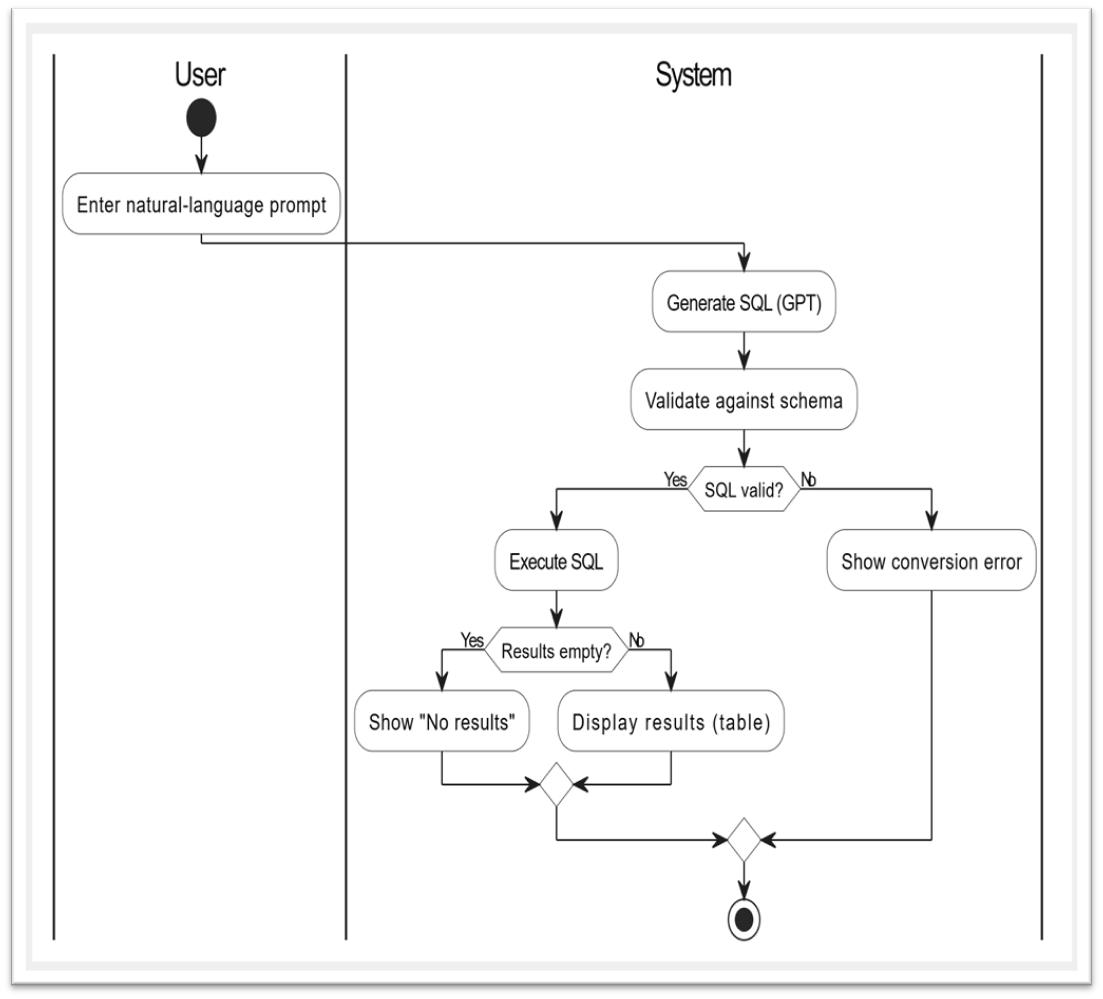 User
System
Enter natural-language prompt
Generate SQL (GPT)
Validate against schema
Yes
SQL valid?
No
Execute SQL
Show conversion error
Yes
Results empty?
No
Show "No results"
Display results (table)